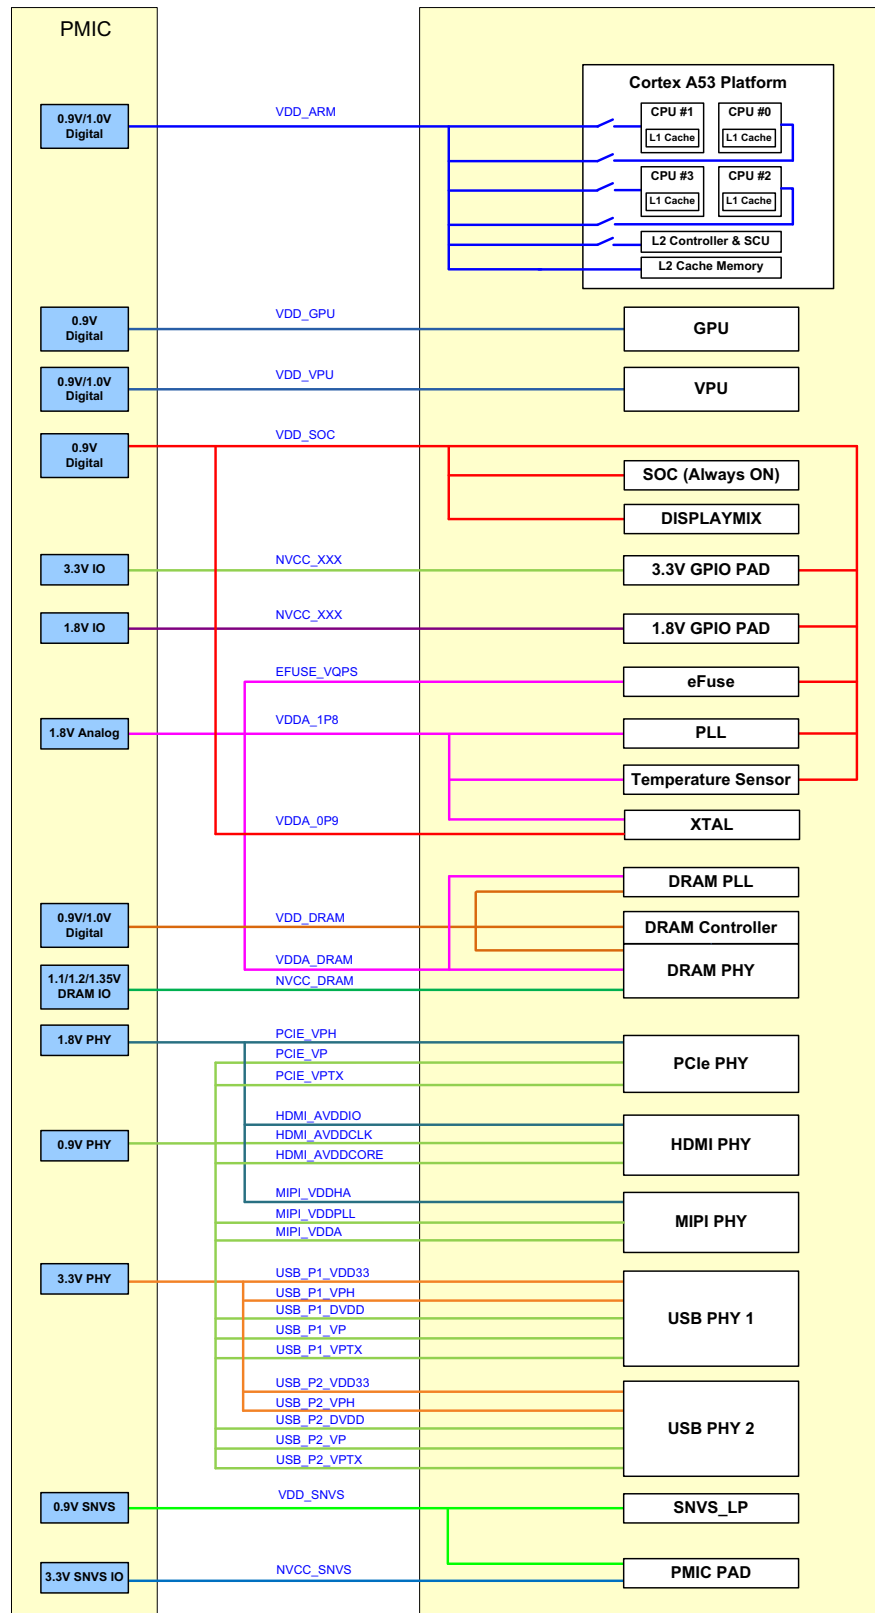 PMIC
Cortex A53 Platform
0.9V/1.0V
Digital
VDD_ARM
CPU #1
L1 Cache
CPU #0
L1 Cache
CPU #3
L1 Cache
CPU #2
L1 Cache
L2 Controller & SCU
L2 Cache Memory
0.9V
Digital
VDD_GPU
GPU
0.9V/1.0V
Digital
VDD_VPU
VPU
0.9V
Digital
VDD_SOC
SOC (Always ON)
DISPLAYMIX
3.3V IO
NVCC_XXX
3.3V GPIO PAD
1.8V IO
NVCC_XXX
1.8V GPIO PAD
EFUSE_VQPS
eFuse
1.8V Analog
VDDA_1P8
PLL
Temperature Sensor
VDDA_0P9
XTAL
DRAM PLL
0.9V/1.0V
Digital
VDD_DRAM
DRAM Controller
VDDA_DRAM
DRAM PHY
1.1/1.2/1.35V
DRAM IO
NVCC_DRAM
1.8V PHY
PCIE_VPH
PCIE_VP
PCIE_VPTX
PCIe PHY
0.9V PHY
HDMI_AVDDIO
HDMI_AVDDCLK
HDMI_AVDDCORE
HDMI PHY
MIPI_VDDHA
MIPI_VDDPLL
MIPI_VDDA
MIPI PHY
3.3V PHY
USB_P1_VDD33
USB_P1_VPH
USB_P1_DVDD
USB_P1_VP
USB_P1_VPTX
USB PHY 1
USB_P2_VDD33
USB_P2_VPH
USB_P2_DVDD
USB_P2_VP
USB_P2_VPTX
USB PHY 2
0.9V SNVS
VDD_SNVS
SNVS_LP
3.3V SNVS IO
NVCC_SNVS
PMIC PAD